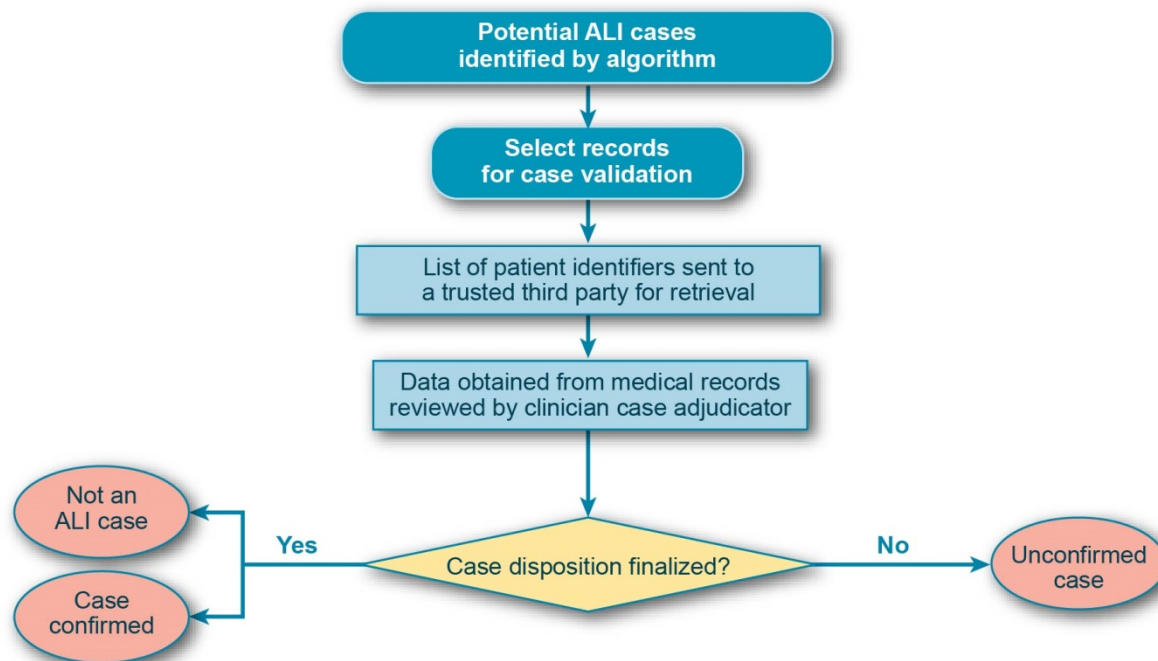 Potential ALI cases
identified by algorithm
Select records
for case validation
List of patient identifiers sent to
a trusted third party for retrieval
Data obtained from medical records
reviewed by clinician case adjudicator
Not an
ALI case
Yes
Case disposition finalized?
No
Unconfirmed
case
Case
confirmed